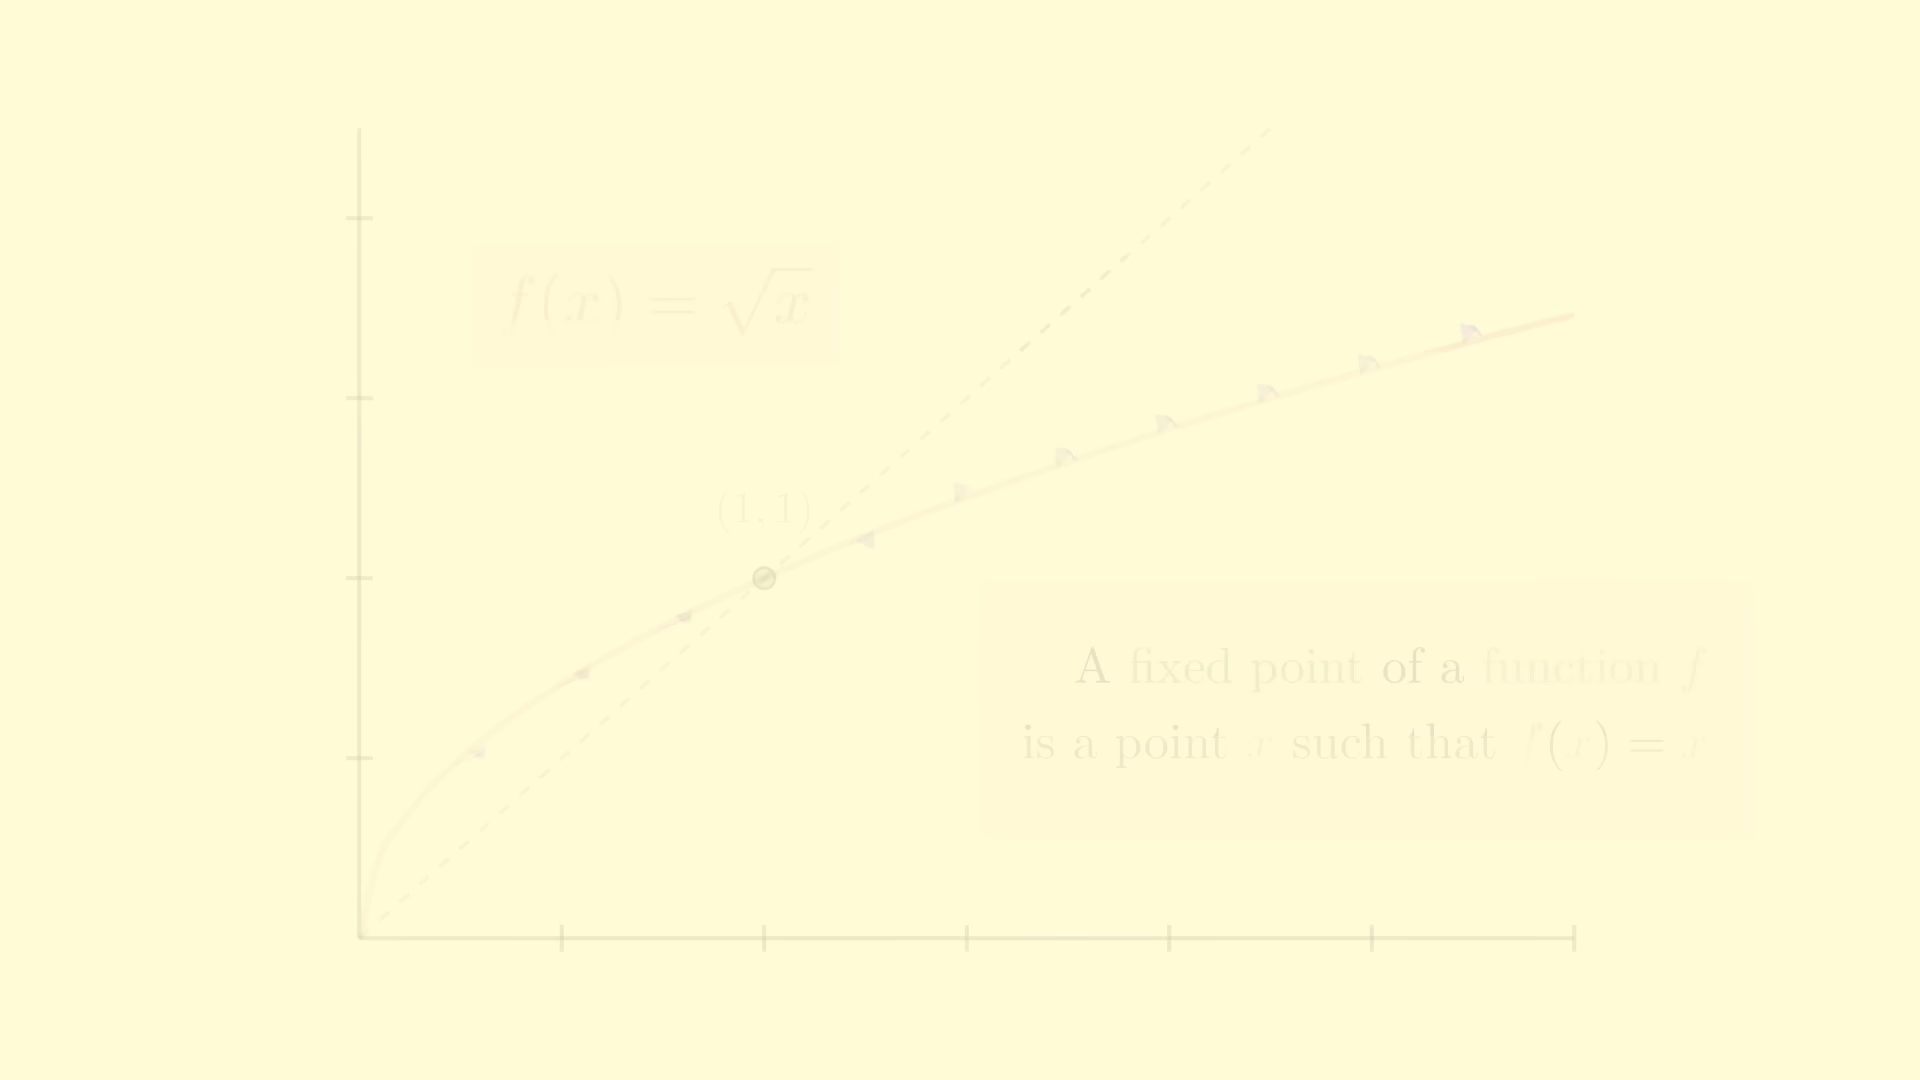 f(x) = √x
(1, 1)
A fixed point of a function f
is a point x such that f(x) = x